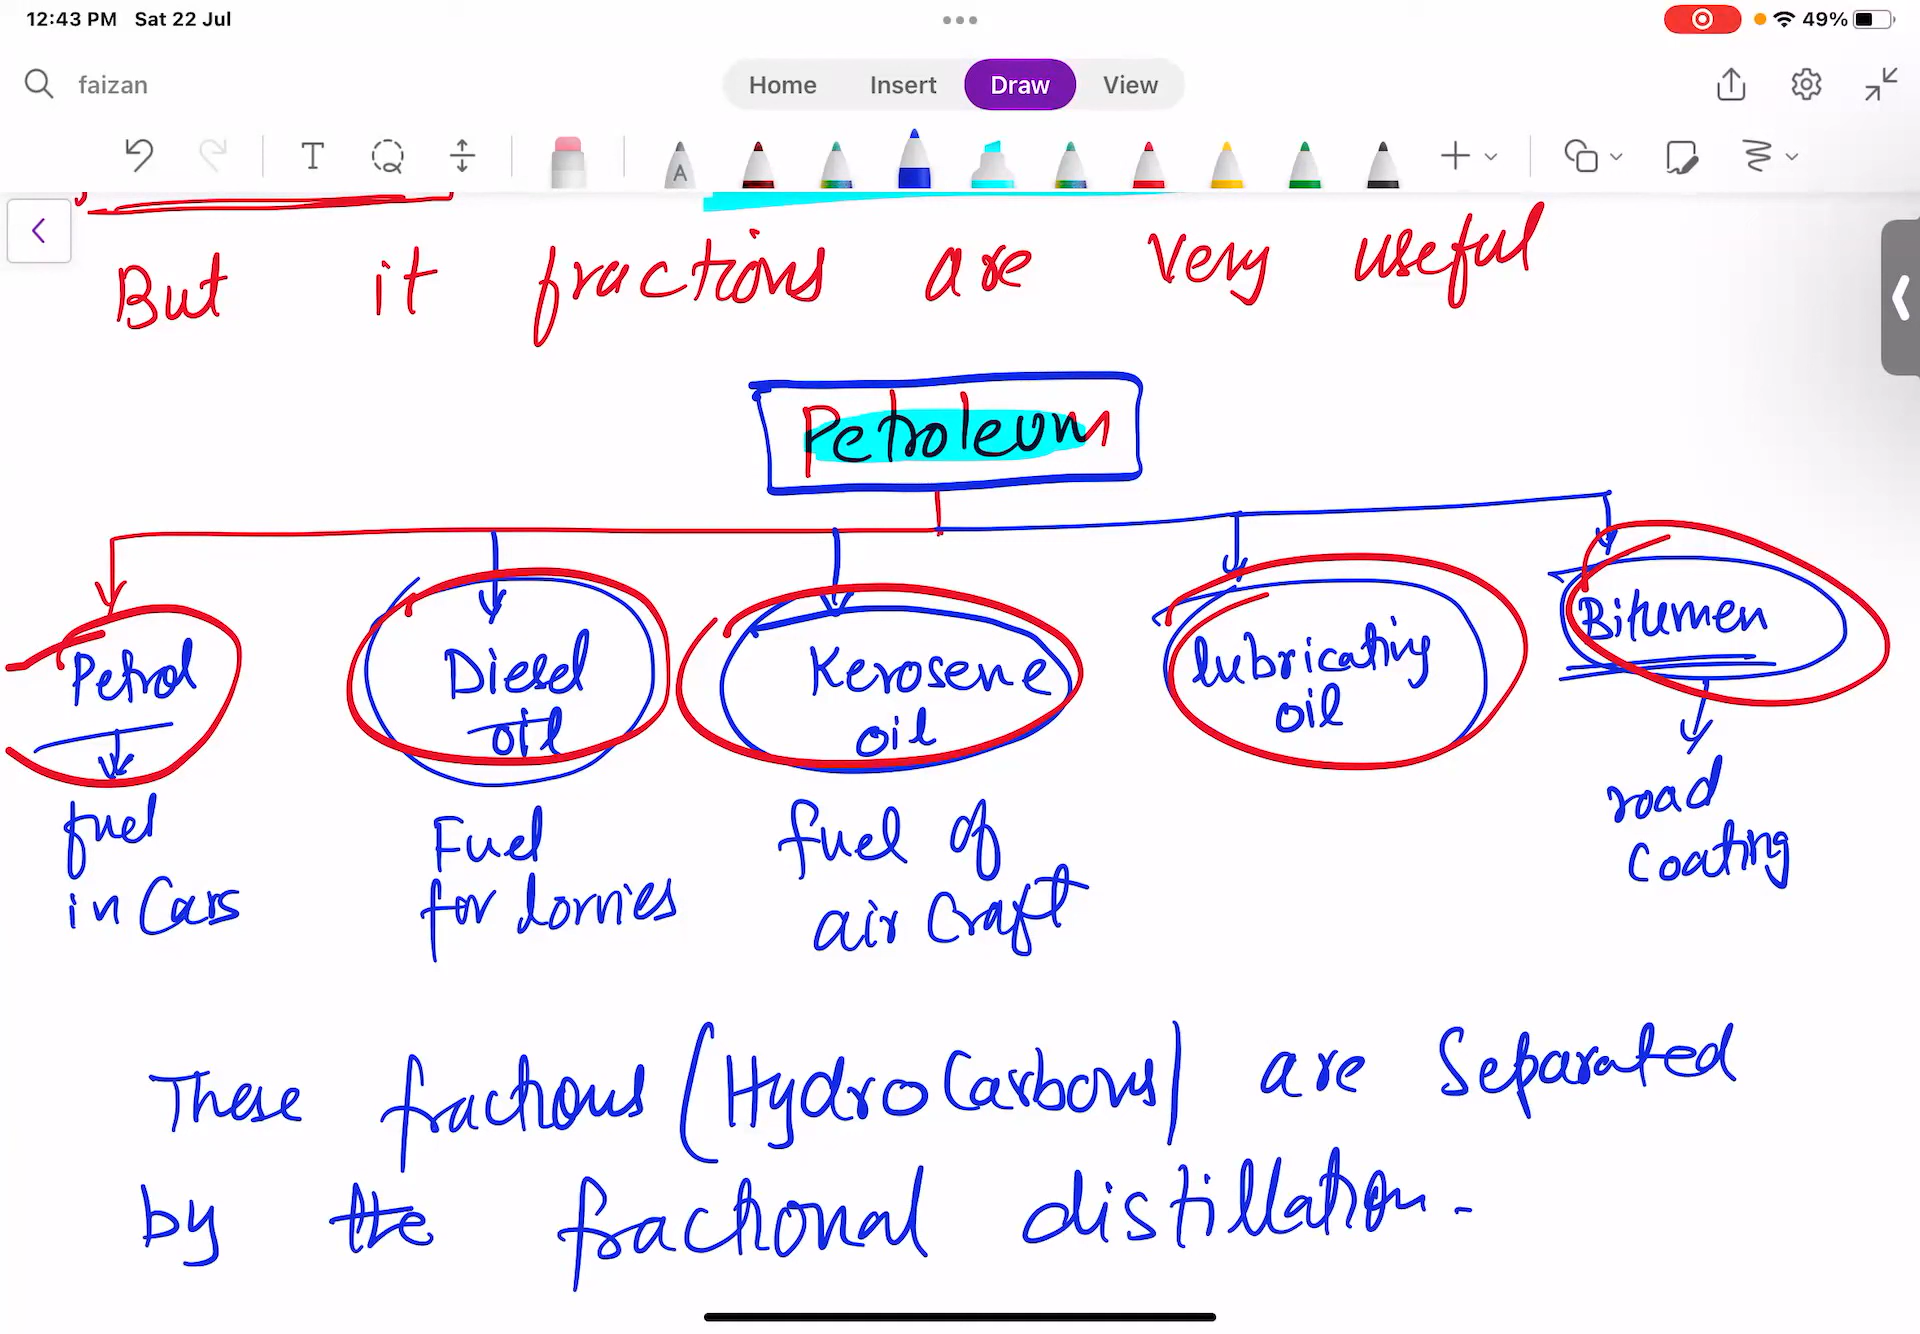 12:43 PM Sat 22 Jul
49%
faizan
Home Insert Draw View
T
A
But it fractions are very useful
Petroleum
Petrol
Diesel
oil
Kerosene
oil
lubricating
oil
Bitumen
fuel
in Cars
Fuel
for lorries
fuel of
air craft
road
coating
These fractions (HydroCarbons) are Separated
by the fractional distillation.